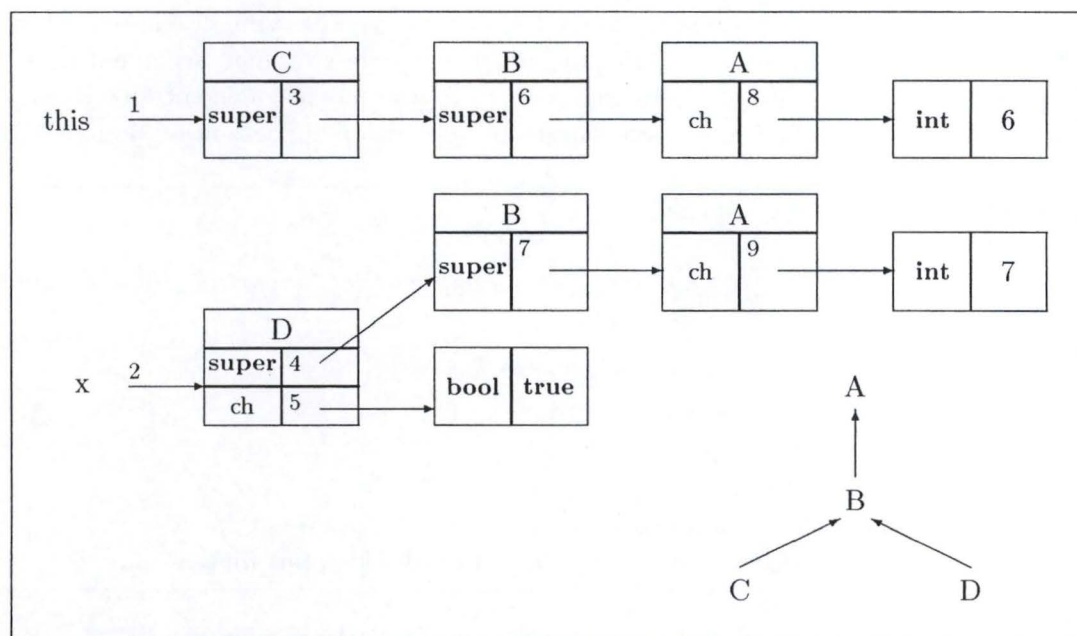 C B A
this 1 super 3 super 6 ch 8 int 6
B A
super 7 ch 9 int 7
D
x 2 super 4 bool true
ch 5
A
B
C D